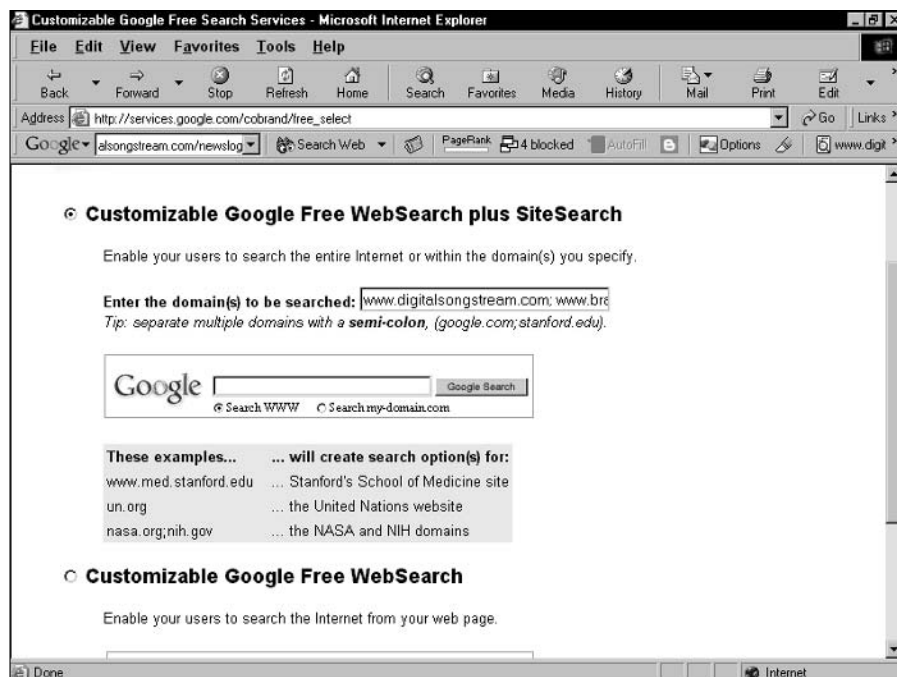 Customizable Google Free Search Services - Microsoft Internet Explorer
File Edit View Favorites Tools Help
Back Forward Stop Refresh Home Search Favorites Media History Mail Print Edit
Address http://services.google.com/cobrand/free_select Go Links
Google alsongstream.com/newslog Search Web PageRank 4 blocked AutoFill Options www.digit
Customizable Google Free WebSearch plus SiteSearch
Enable your users to search the entire Internet or within the domain(s) you specify.
Enter the domain(s) to be searched: www.digitalsongstream.com; www.bra
Tip: separate multiple domains with a semi-colon, (google.com;stanford.edu).
Google Google Search
Search WWW Search my-domain.com
These examples... ... will create search option(s) for:
www.med.stanford.edu ... Stanford's School of Medicine site
un.org ... the United Nations website
nasa.org;nih.gov ... the NASA and NIH domains
Customizable Google Free WebSearch
Enable your users to search the Internet from your web page.
Done Internet